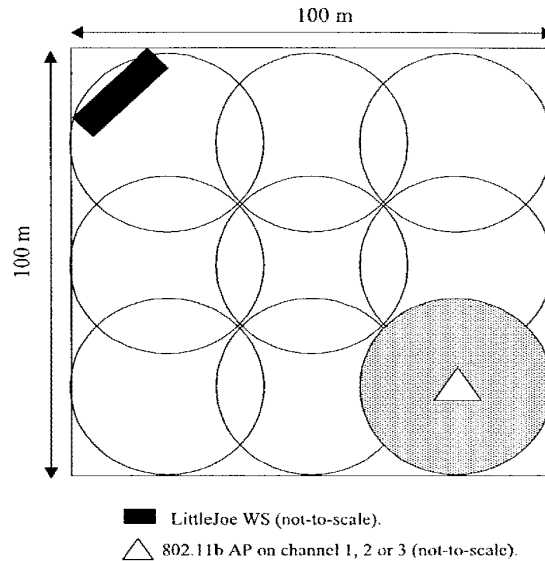 100 m
100 m
LittleJoe WS (not-to-scale).
802.11b AP on channel 1, 2 or 3 (not-to-scale).